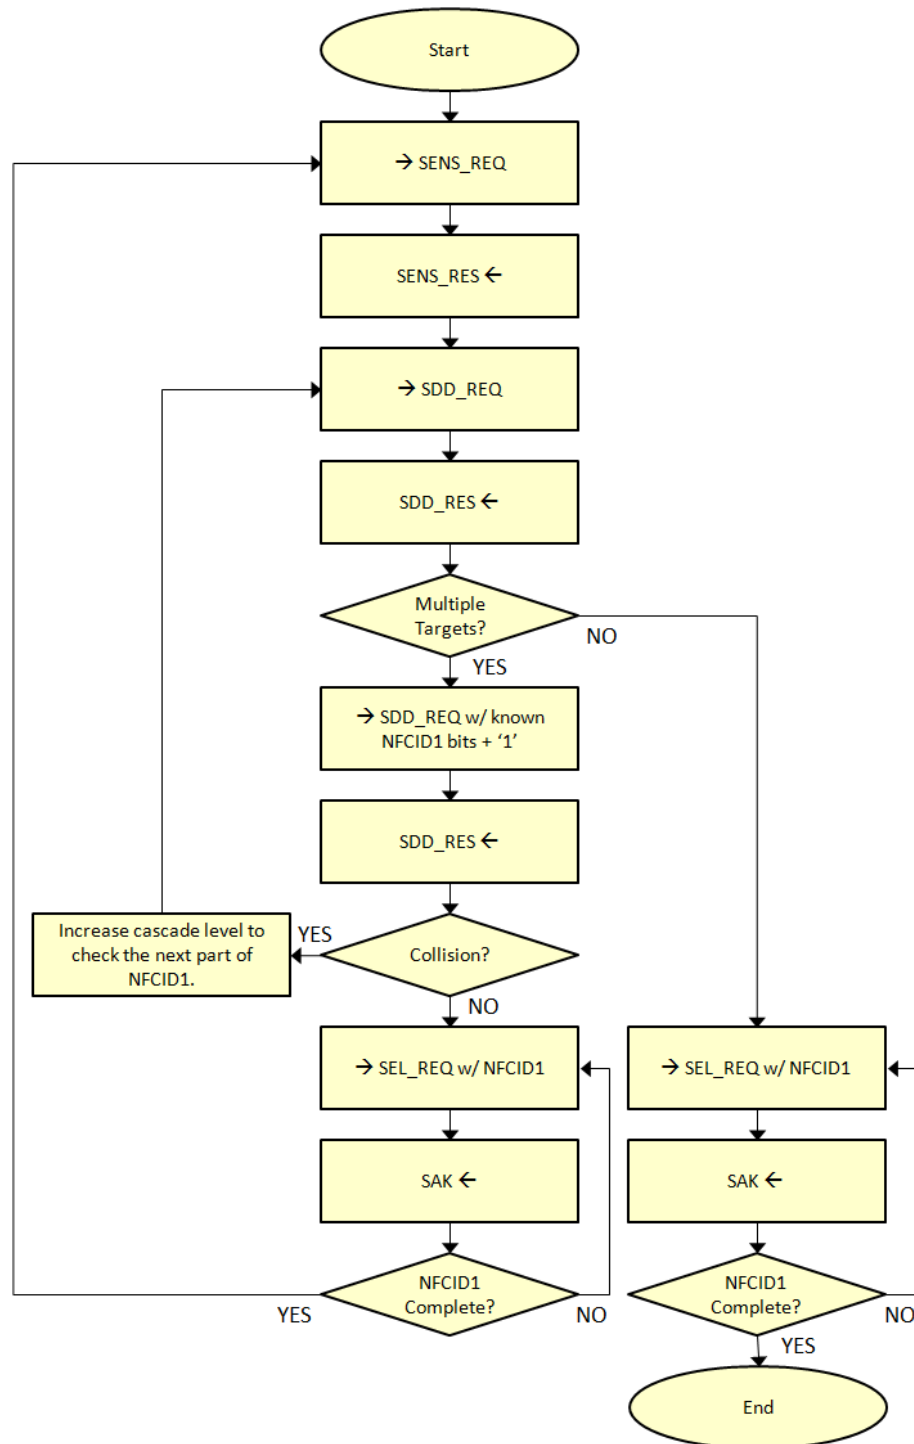 Start
→ SENS_REQ
SENS_RES ←
→ SDD_REQ
SDD_RES ←
Multiple
Targets?
NO
YES
→ SDD_REQ w/ known
NFCID1 bits + ‘1’
SDD_RES ←
Increase cascade level to
check the next part of
NFCID1.
YES
Collision?
NO
→ SEL_REQ w/ NFCID1
→ SEL_REQ w/ NFCID1
SAK ←
SAK ←
NFCID1
Complete?
YES
NO
NFCID1
Complete?
NO
YES
End